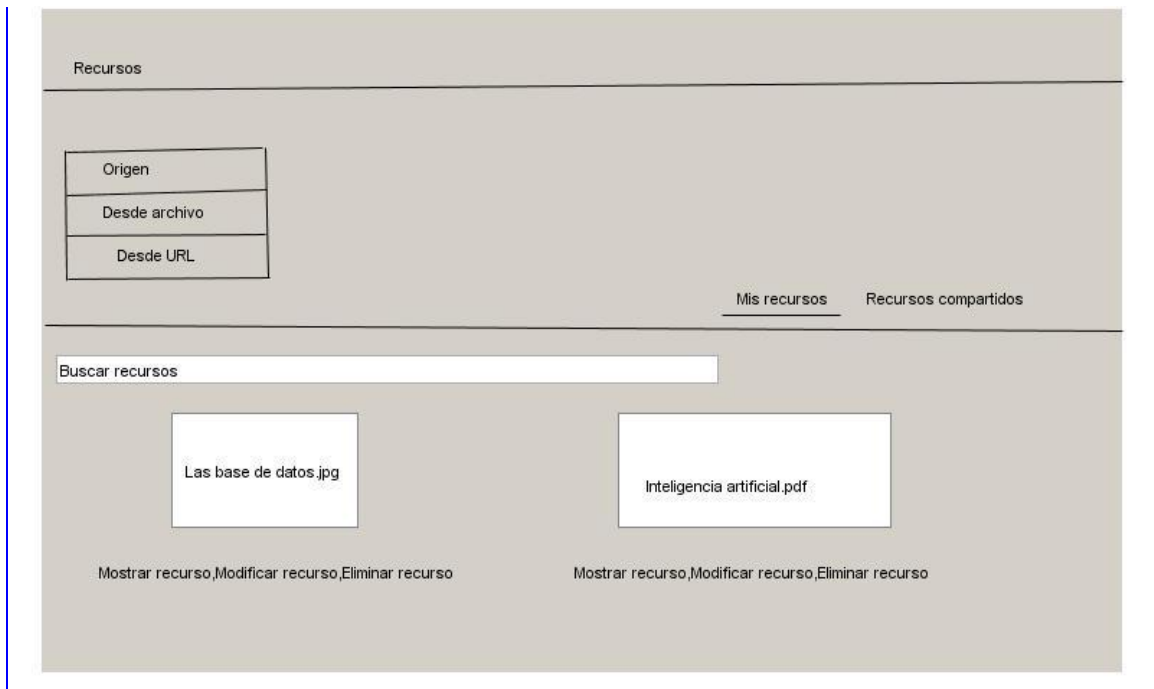 Recursos
Origen
Desde archivo
Desde URL
Mis recursos Recursos compartidos
Buscar recursos
Las base de datos.jpg
Inteligencia artificial.pdf
Mostrar recurso,Modificar recurso,Eliminar recurso
Mostrar recurso,Modificar recurso,Eliminar recurso